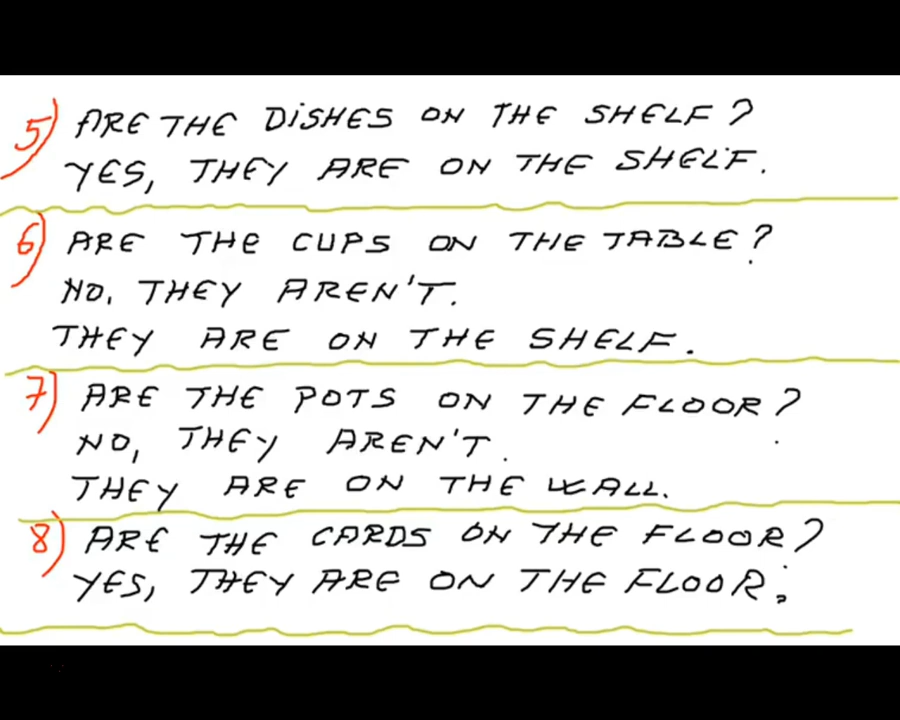 5) ARE THE DISHES ON THE SHELF?
YES, THEY ARE ON THE SHELF.
6) ARE THE CUPS ON THE TABLE?
NO, THEY AREN'T.
THEY ARE ON THE SHELF.
7) ARE THE POTS ON THE FLOOR?
NO, THEY AREN'T.
THEY ARE ON THE WALL.
8) ARE THE CARDS ON THE FLOOR?
YES, THEY ARE ON THE FLOOR.